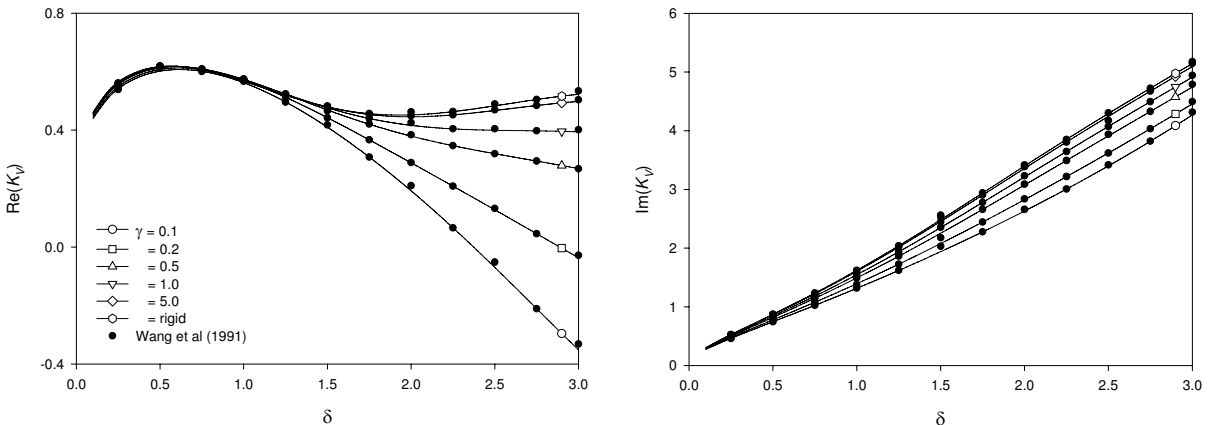 0.8
0.4
0.0
-0.4
Re(K_V)
γ = 0.1
= 0.2
= 0.5
= 1.0
= 5.0
= rigid
Wang et al (1991)
0.0 0.5 1.0 1.5 2.0 2.5 3.0
δ
6
5
4
3
2
1
0
Im(K_V)
0.0 0.5 1.0 1.5 2.0 2.5 3.0
δ